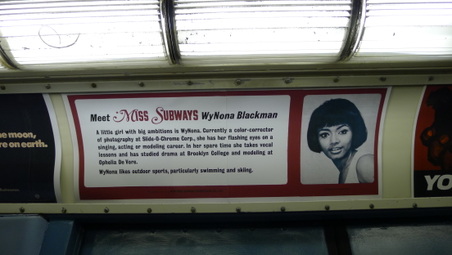 e moon,
re on earth.
Meet Miss Subways WyNona Blackman
A little girl with big ambitions is WyNona. Currently a color-corrector
of photography at Slide-O-Chrome Corp., she has her flashing eyes on a
singing, acting or modeling career. In her spare time she takes vocal
lessons and has studied drama at Brooklyn College and modeling at
Ophelia De Vore.
WyNona likes outdoor sports, particularly swimming and skiing.
YO